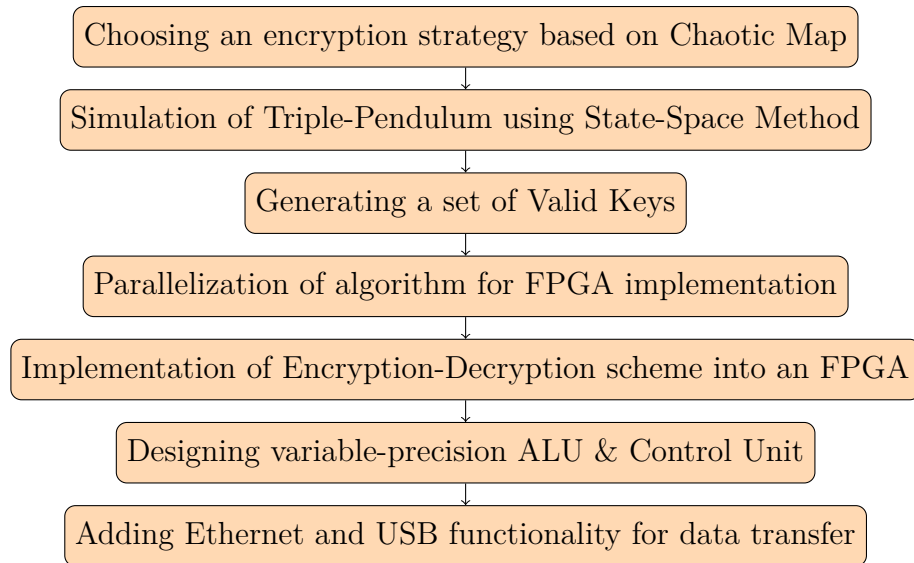 Choosing an encryption strategy based on Chaotic Map
Simulation of Triple-Pendulum using State-Space Method
Generating a set of Valid Keys
Parallelization of algorithm for FPGA implementation
Implementation of Encryption-Decryption scheme into an FPGA
Designing variable-precision ALU & Control Unit
Adding Ethernet and USB functionality for data transfer